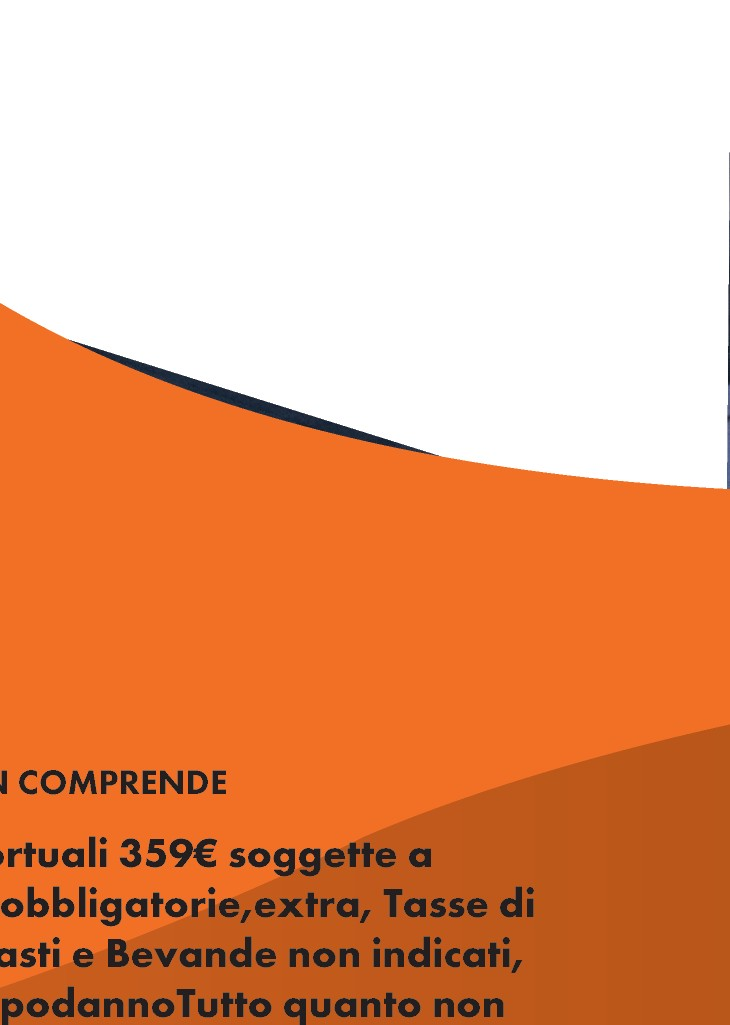 N COMPRENDE
ortuali 359€ soggette a
obbligatorie,extra, Tasse di
asti e Bevande non indicati,
podannoTutto quanto non